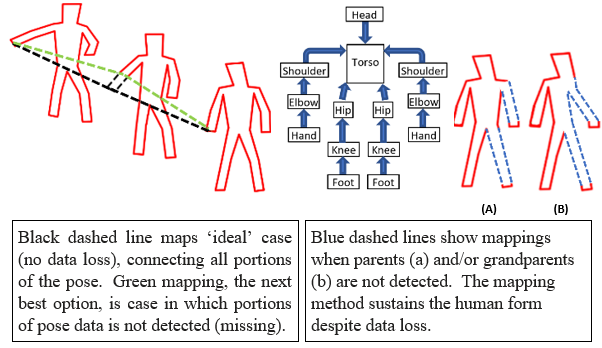 Head
Torso
Shoulder
Shoulder
Elbow
Hip
Hip
Elbow
Hand
Hand
Knee
Knee
Foot
Foot
(A)
(B)
Black dashed line maps ‘ideal’ case
(no data loss), connecting all portions
of the pose. Green mapping, the next
best option, is case in which portions
of pose data is not detected (missing).
Blue dashed lines show mappings
when parents (a) and/or grandparents
(b) are not detected. The mapping
method sustains the human form
despite data loss.